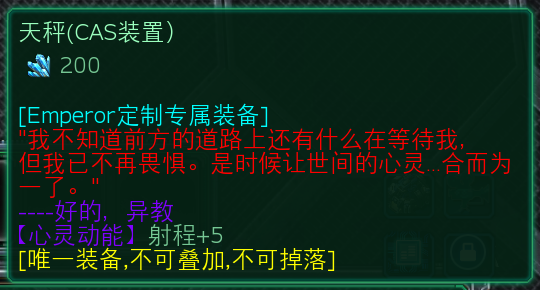 天秤(CAS装置）
200
[Emperor定制专属装备]
"我不知道前方的道路上还有什么在等待我，
但我已不再畏惧。是时候让世间的心灵...合而为
一了。"
----好的，异教
【心灵动能】射程+5
[唯一装备,不可叠加,不可掉落]